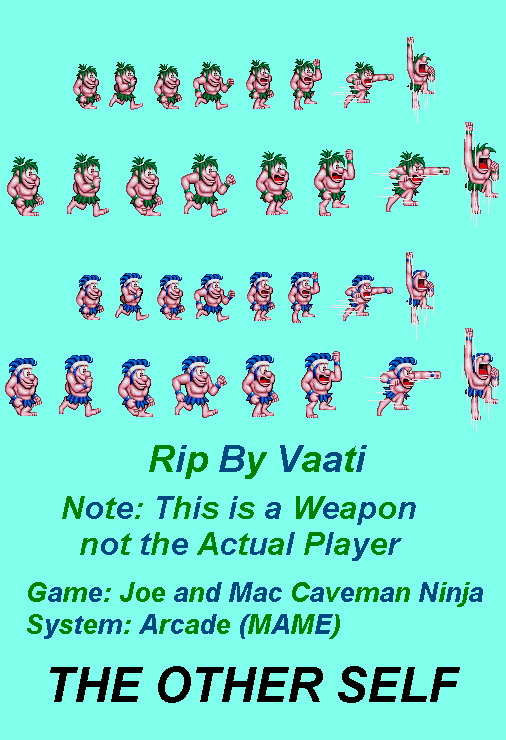 Rip By Vaati
Note: This is a Weapon
not the Actual Player
Game: Joe and Mac Caveman Ninja
System: Arcade (MAME)
THE OTHER SELF